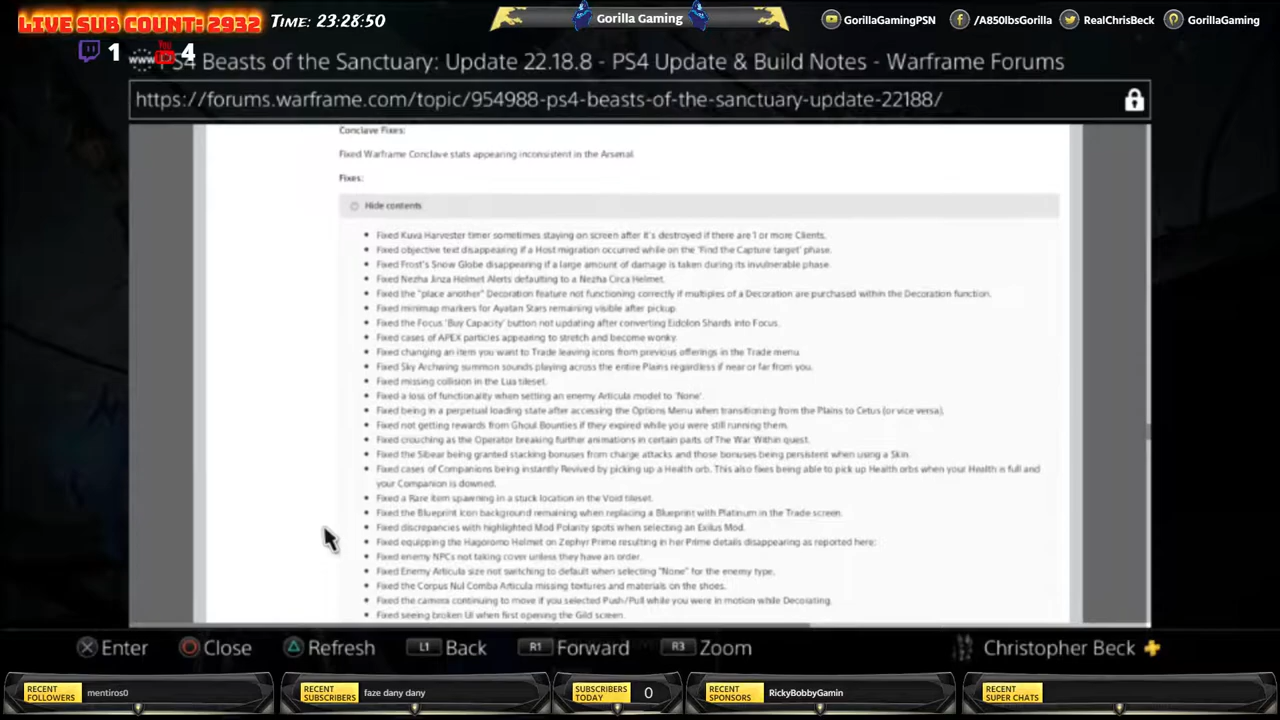 LIVE SUB COUNT: 2932
TIME: 23:28:50
Gorilla Gaming
GorillaGamingPSN
/A850lbsGorilla
RealChrisBeck
GorillaGaming
1
4
PS4 Beasts of the Sanctuary: Update 22.18.8 - PS4 Update & Build Notes - Warframe Forums
https://forums.warframe.com/topic/954988-ps4-beasts-of-the-sanctuary-update-22188/
Conclave Fixes:
Fixed Warframe Conclave stats appearing inconsistent in the Arsenal
Fixes:
Hide contents
Fixed Kuva Harvester timer sometimes staying on screen after it's destroyed if there are 1 or more Clients.
Fixed objective text disappearing if a Host migration occurred while on the 'Find the Capture target' phase.
Fixed Frost's Snow Globe disappearing if a large amount of damage is taken during its invulnerable phase.
Fixed Nezha Jinza Helmet Alerts defaulting to a Nezha Circa Helmet.
Fixed the "place another" Decoration feature not functioning correctly if multiples of a Decoration are purchased within the Decoration function.
Fixed minimap markers for Ayatan Stars remaining visible after pickup
Fixed the Focus 'Buy Capacity' button not updating after converting Eidolon Shards into Focus.
Fixed cases of APEX particles appearing to stretch and become wonky.
Fixed changing an item you want to Trade leaving icons from previous offerings in the Trade menu
Fixed Sky Archwing summon sounds playing across the entire Plains regardless if near or far from you.
Fixed missing collision in the Lua tileset.
Fixed a loss of functionality when setting an enemy Articula model to 'None'.
Fixed being in a perpetual loading state after accessing the Options Menu when transitioning from the Plains to Cetus (or vice versa).
Fixed not getting rewards from Ghoul Bounties if they expired while you were still running them.
Fixed crouching as the Operator breaking further animations in certain parts of The War Within quest.
Fixed the Sibear being granted stacking bonuses from charge attacks and those bonuses being persistent when using a Skin.
Fixed cases of Companions being instantly Revived by picking up a Health orb. This also fixes being able to pick up Health orbs when your Health is full and
your Companion is downed.
Fixed a Rare item spawning in a stuck location in the Void tileset.
Fixed the Blueprint icon background remaining when replacing a Blueprint with Platinum in the Trade screen.
Fixed discrepancies with highlighted Mod Polarity spots when selecting an Exilus Mod.
Fixed equipping the Hagoromo Helmet on Zephyr Prime resulting in her Prime details disappearing as reported here:
Fixed enemy NPCs not taking cover unless they have an order.
Fixed Enemy Articula size not switching to default when selecting "None" for the enemy type.
Fixed the Corpus Nul Comba Articula missing textures and materials on the shoes.
Fixed the camera continuing to move if you selected Push/Pull while you were in motion while Decorating.
Fixed seeing broken UI when first opening the Gild screen.
Enter
Close
Refresh
L1 Back
R1 Forward
R3 Zoom
Christopher Beck
RECENT FOLLOWERS mentiros0
RECENT SUBSCRIBERS faze dany dany
SUBSCRIBERS TODAY 0
RECENT SPONSORS RickyBobbyGamin
RECENT SUPER CHATS